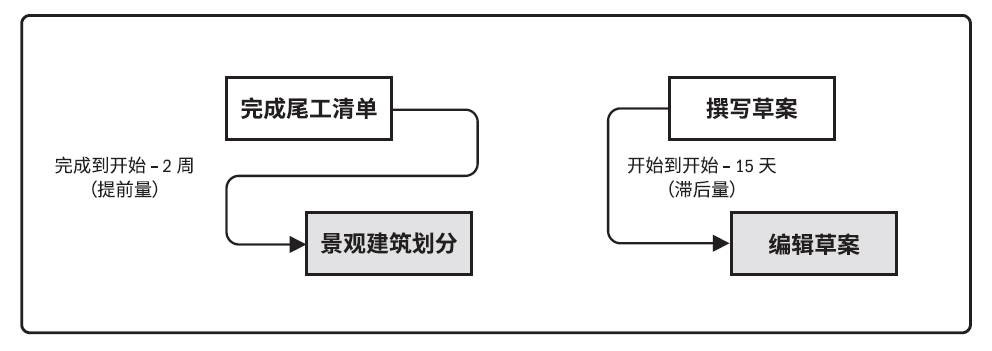 完成尾工清单
撰写草案
完成到开始 – 2 周
（提前量）
开始到开始 – 15 天
（滞后量）
景观建筑划分
编辑草案